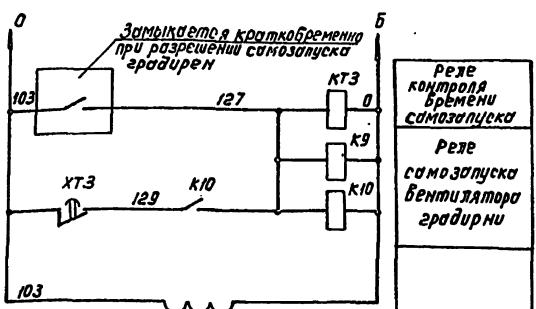 О
Б
Замыкается кратковременно
при разрешении самозапуска
градирен
103
127
КТ3
О
К9
ХТ3
129
К10
К10
103
Реле
контроля
времени
самозапуска
Реле
самозапуска
вентилятора
градирни